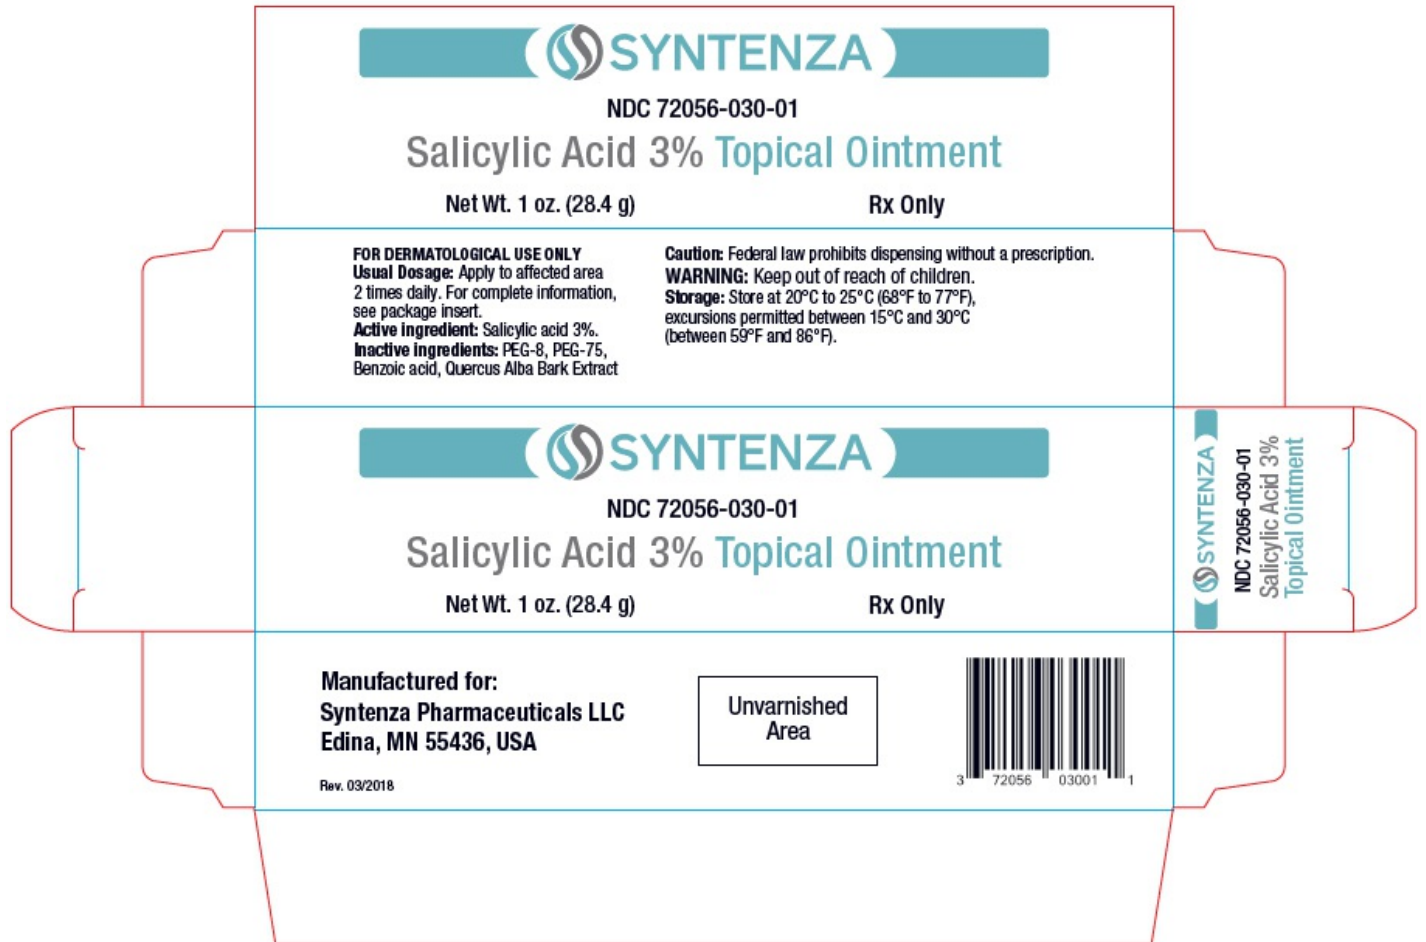 SYNTENZA
NDC 72056-030-01
Salicylic Acid 3% Topical Ointment
Net Wt. 1 oz. (28.4 g) Rx Only
FOR DERMATOLOGICAL USE ONLY
Usual Dosage: Apply to affected area
2 times daily. For complete information,
see package insert.
Active ingredient: Salicylic acid 3%.
Inactive ingredients: PEG-8, PEG-75,
Benzoic acid, Quercus Alba Bark Extract
Caution: Federal law prohibits dispensing without a prescription.
WARNING: Keep out of reach of children.
Storage: Store at 20°C to 25°C (68°F to 77°F),
excursions permitted between 15°C and 30°C
(between 59°F and 86°F).
SYNTENZA
NDC 72056-030-01
Salicylic Acid 3% Topical Ointment
Net Wt. 1 oz. (28.4 g) Rx Only
SYNTENZA
NDC 72056-030-01
Salicylic Acid 3%
Topical Ointment
Manufactured for:
Syntenza Pharmaceuticals LLC
Edina, MN 55436, USA
Rev. 03/2018
Unvarnished
Area
3 72056 03001 1